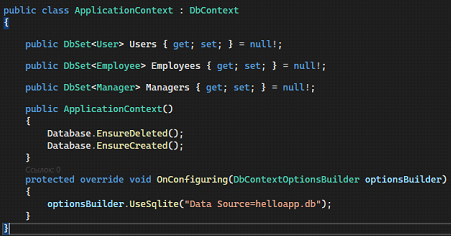 public class ApplicationContext : DbContext
{
public DbSet<User> Users { get; set; } = null!;
public DbSet<Employee> Employees { get; set; } = null!;
public DbSet<Manager> Managers { get; set; } = null!;
public ApplicationContext()
{
Database.EnsureDeleted();
Database.EnsureCreated();
}
protected override void OnConfiguring(DbContextOptionsBuilder optionsBuilder)
{
optionsBuilder.UseSqlite("Data Source=helloapp.db");
}
}